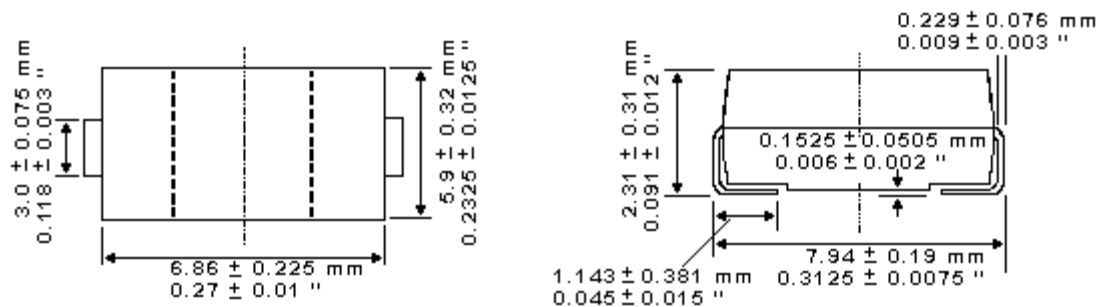 3.0 ± 0.075 mm
0.118 ± 0.003 "
5.9 ± 0.32 mm
0.2325 ± 0.0125 "
6.86 ± 0.225 mm
0.27 ± 0.01 "
0.229 ± 0.076 mm
0.009 ± 0.003 "
2.31 ± 0.31 mm
0.091 ± 0.012 "
0.1525 ± 0.0505 mm
0.006 ± 0.002 "
1.143 ± 0.381 mm
0.045 ± 0.015 "
7.94 ± 0.19 mm
0.3125 ± 0.0075 "